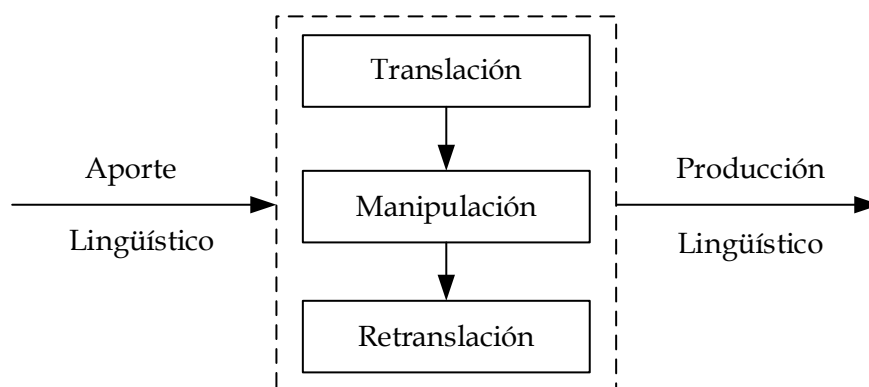 Translación
Aporte
Lingüístico
Manipulación
Producción
Lingüístico
Retranslación